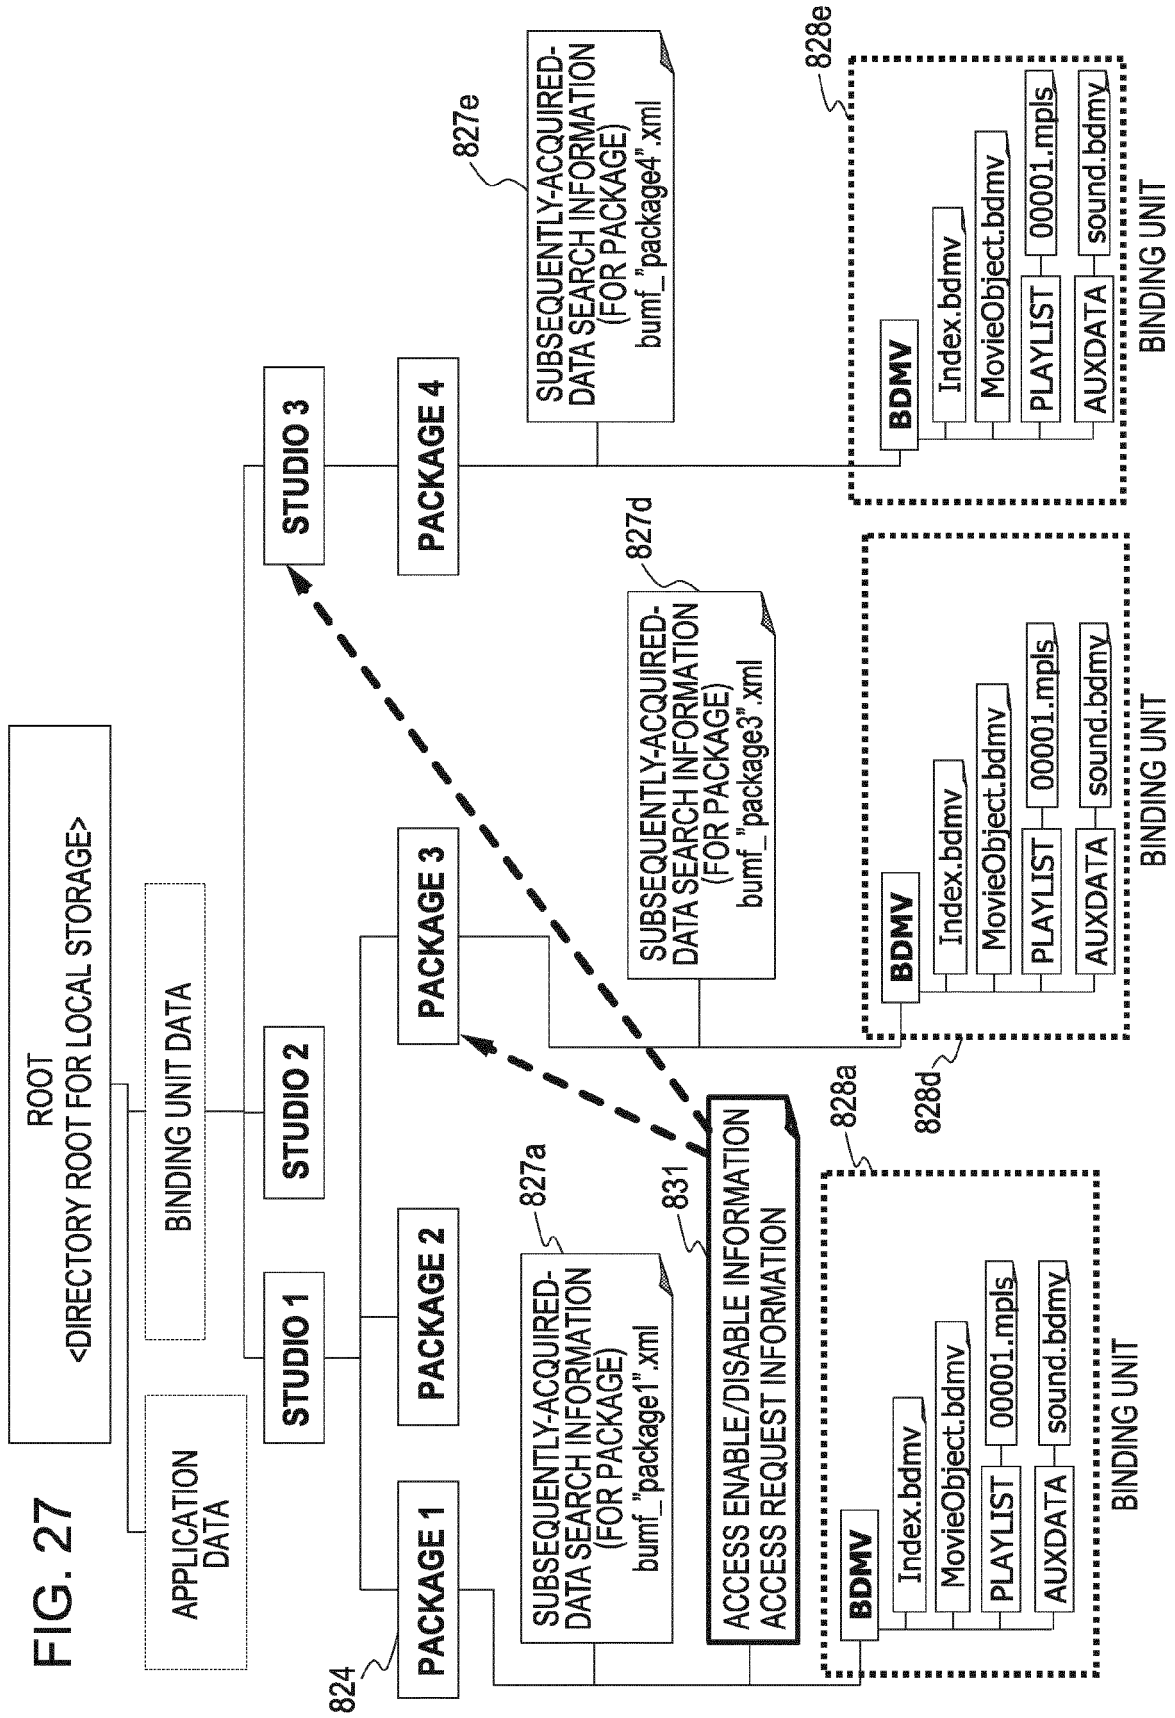 FIG. 27
ROOT
<DIRECTORY ROOT FOR LOCAL STORAGE>
APPLICATION
DATA
BINDING UNIT DATA
STUDIO 1
STUDIO 2
STUDIO 3
824
PACKAGE 1
PACKAGE 2
PACKAGE 3
PACKAGE 4
827a
SUBSEQUENTLY-ACQUIRED-
DATA SEARCH INFORMATION
(FOR PACKAGE)
bumf_"package1".xml
831
ACCESS ENABLE/DISABLE INFORMATION
ACCESS REQUEST INFORMATION
827d
SUBSEQUENTLY-ACQUIRED-
DATA SEARCH INFORMATION
(FOR PACKAGE)
bumf_"package3".xml
827e
SUBSEQUENTLY-ACQUIRED-
DATA SEARCH INFORMATION
(FOR PACKAGE)
bumf_"package4".xml
828a
BDMV
Index.bdmv
MovieObject.bdmv
PLAYLIST
00001.mpls
AUXDATA
sound.bdmv
BINDING UNIT
828d
BDMV
Index.bdmv
MovieObject.bdmv
PLAYLIST
00001.mpls
AUXDATA
sound.bdmv
BINDING UNIT
828e
BDMV
Index.bdmv
MovieObject.bdmv
PLAYLIST
00001.mpls
AUXDATA
sound.bdmv
BINDING UNIT